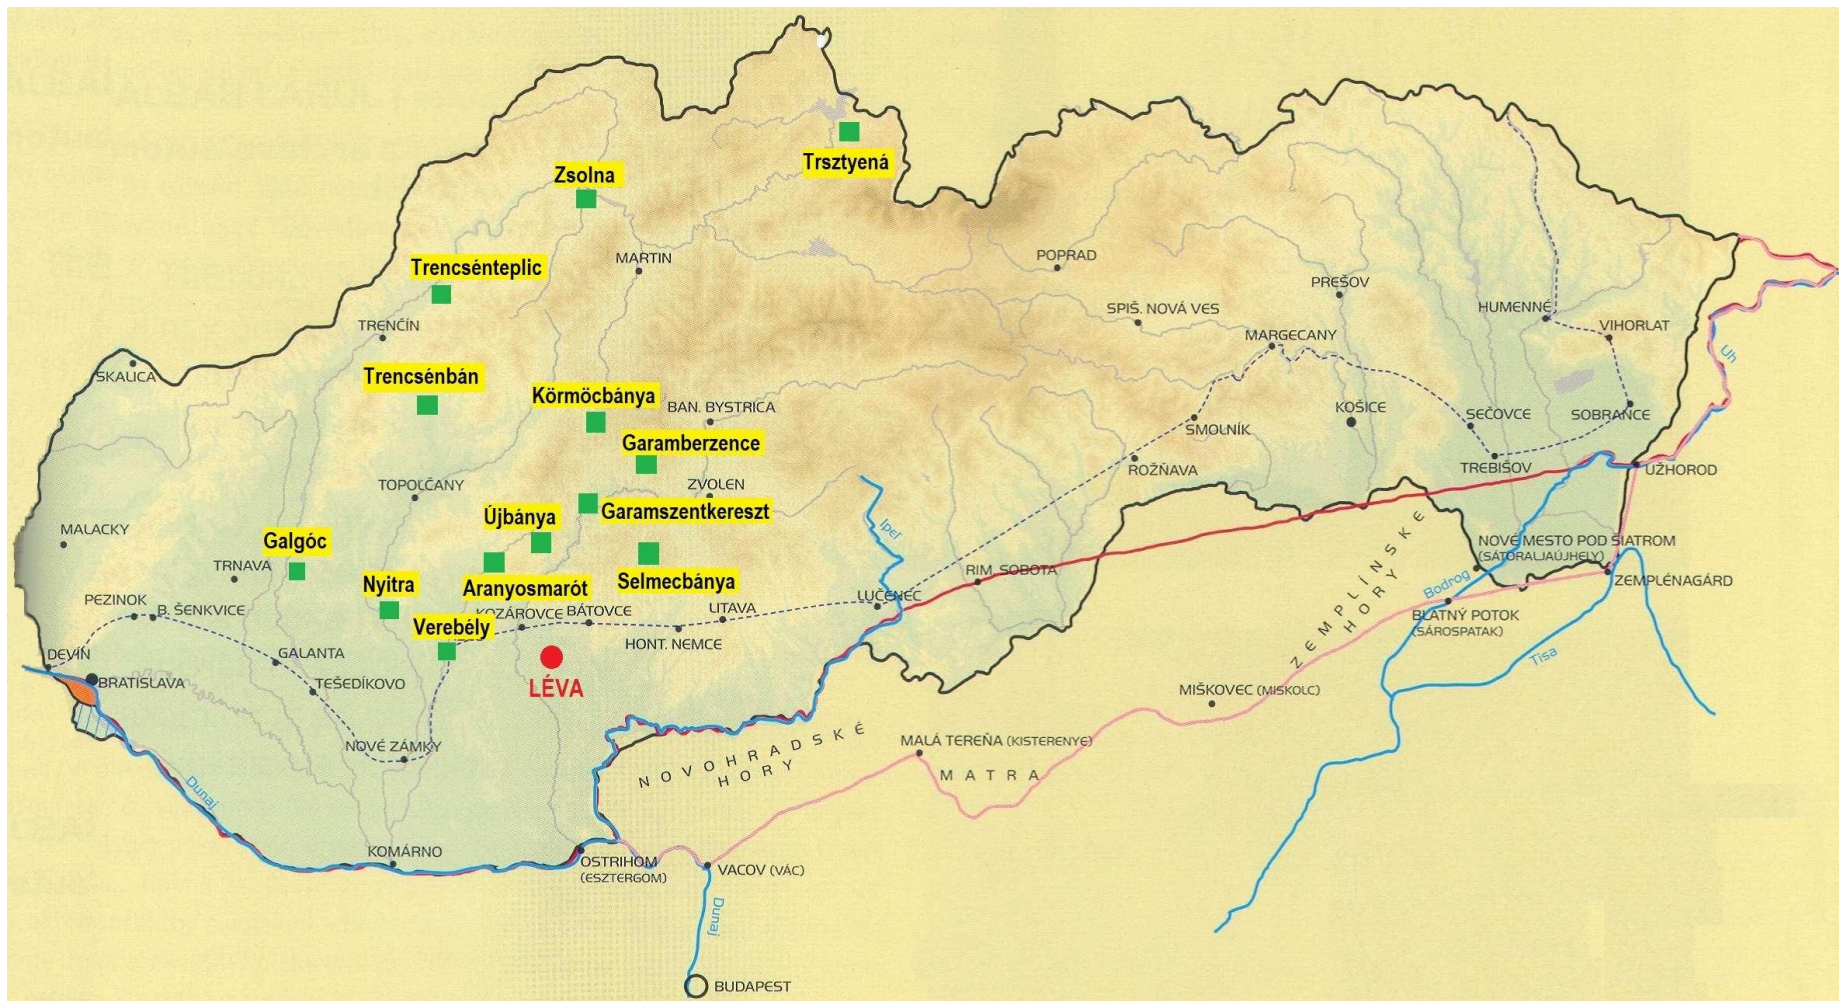 Trsztyená
Zsolna
MARTIN
POPRAD
Trencsénteplic
PREŠOV
SPIŠ. NOVÁ VES
HUMENNÉ
TRENČÍN
VIHORLAT
MARGECANY
Uh
SKALICA
Trencsénbán
Körmöcbánya
BAN. BYSTRICA
KOŠICE
SEČOVCE
SOBRANCE
SMOLNÍK
Garamberzence
ROŽŇAVA
TREBIŠOV
UŽHOROD
TOPOĽČANY
ZVOLEN
Garamszentkereszt
Újbánya
Ipeľ
MALACKY
Galgóc
NOVÉ MESTO POD ŠIATROM
(SÁTORALJAÚJHELY)
TRNAVA
Nyitra
Aranyosmarót
Selmecbánya
RIM. SOBOTA
ZEMPLÉNAGÁRD
Bodrog
PEZINOK
B. ŠENKVICE
Verebély
KOZÁROVCE
BÁTOVCE
LITAVA
LUČENEC
ZEMPLÍNSKE
HORY
BLATNÝ POTOK
(SÁROSPATAK)
HONT. NEMCE
DEVÍN
GALANTA
Tisa
BRATISLAVA
TEŠEDÍKOVO
LÉVA
MIŠKOVEC (MISKOLC)
NOVÉ ZÁMKY
NOVOHRADSKÉ
HORY
MALÁ TEREŇA (KISTERENYE)
MATRA
Dunaj
KOMÁRNO
OSTRIHOM
(ESZTERGOM)
VACOV (VÁC)
Dunaj
BUDAPEST